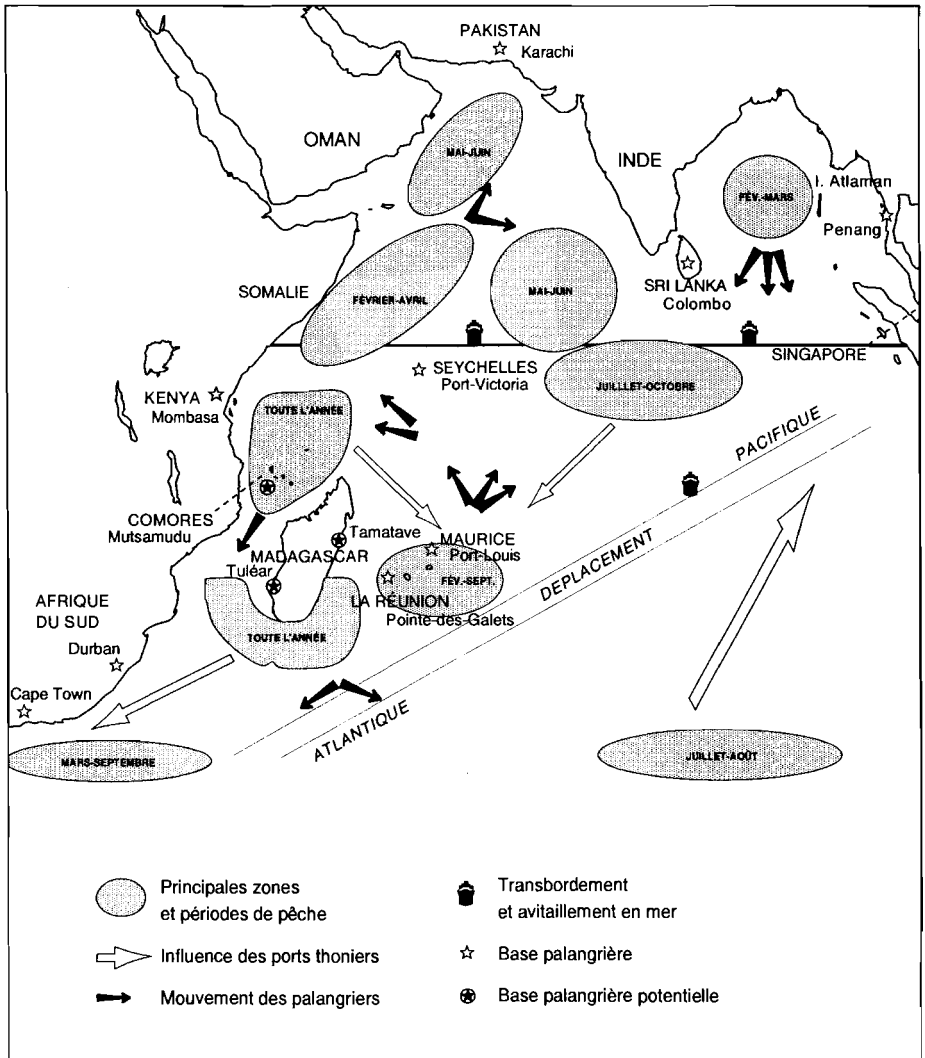 PAKISTAN
Karachi
OMAN
MAI-JUIN
INDE
FÉV.-MARS
I. Atlaman
Penang
SOMALIE
FÉVRIER-AVRIL
MAI-JUIN
SRI LANKA
Colombo
SINGAPORE
SEYCHELLES
Port-Victoria
JUILLLET-OCTOBRE
KENYA
Mombasa
TOUTE L'ANNÉE
PACIFIQUE
COMORES
Mutsamudu
Tamatave
MAURICE
Port-Louis
MADAGASCAR
Tuléar
FÉV.-SEPT.
DEPLACEMENT
LA RÉUNION
Pointe des Galets
AFRIQUE
DU SUD
TOUTE L'ANNÉE
Durban
Cape Town
ATLANTIQUE
MARS-SEPTEMBRE
JUILLET-AOÛT
Principales zones
et périodes de pêche
Influence des ports thoniers
Mouvement des palangriers
Transbordement
et avitaillement en mer
Base palangrière
Base palangrière potentielle